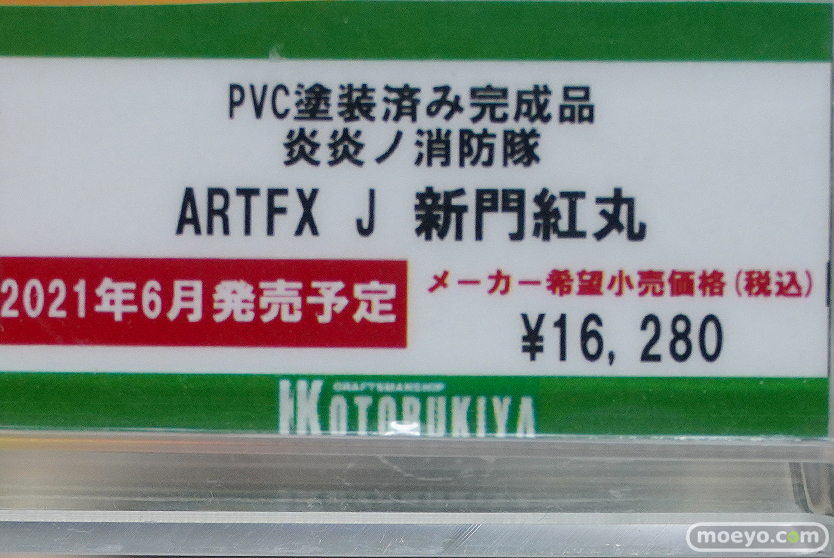 PVC塗装済み完成品
炎炎ノ消防隊
ARTFX J 新門紅丸
2021年6月発売予定
メーカー希望小売価格(税込)
¥16,280
CRAFTSMANSHIP
KOTOBUKIYA
moeyo.com